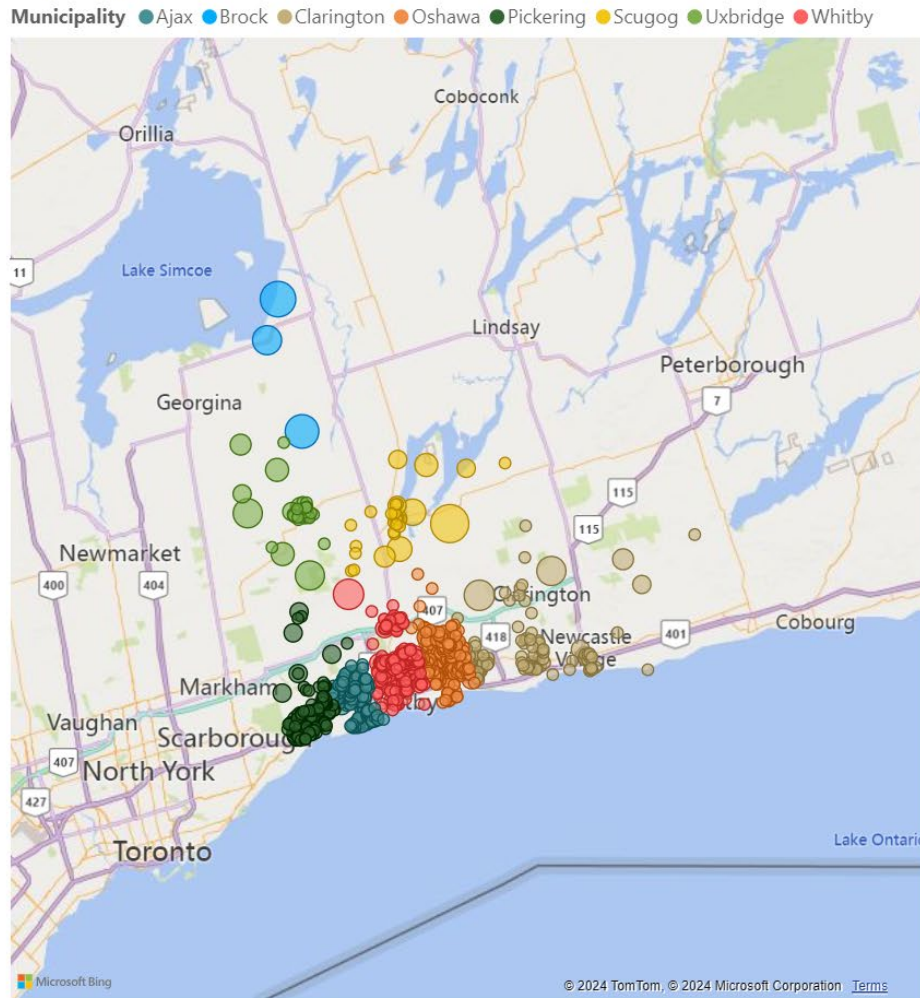 Municipality Ajax Brock Clarington Oshawa Pickering Scugog Uxbridge Whitby
Coboconk
Orillia
11
Lake Simcoe
Lindsay
Peterborough
7
Georgina
115
115
Newmarket
400
404
Clarington
407
418
Newcastle
Village
401
Cobourg
Markham
Vaughan
Scarborough
407
North York
427
Toronto
Lake Ontario
Microsoft Bing
© 2024 TomTom, © 2024 Microsoft Corporation Terms